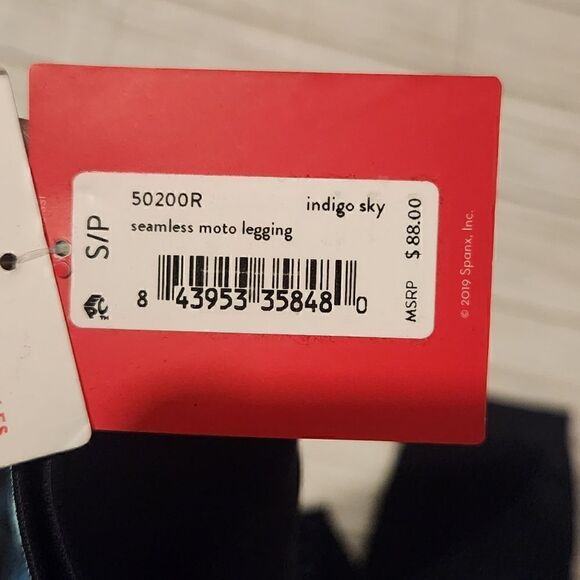 50200R indigo sky
seamless moto legging
8 43953 35848 0
S/P
MSRP $ 88.00
© 2019 Spanx, Inc.